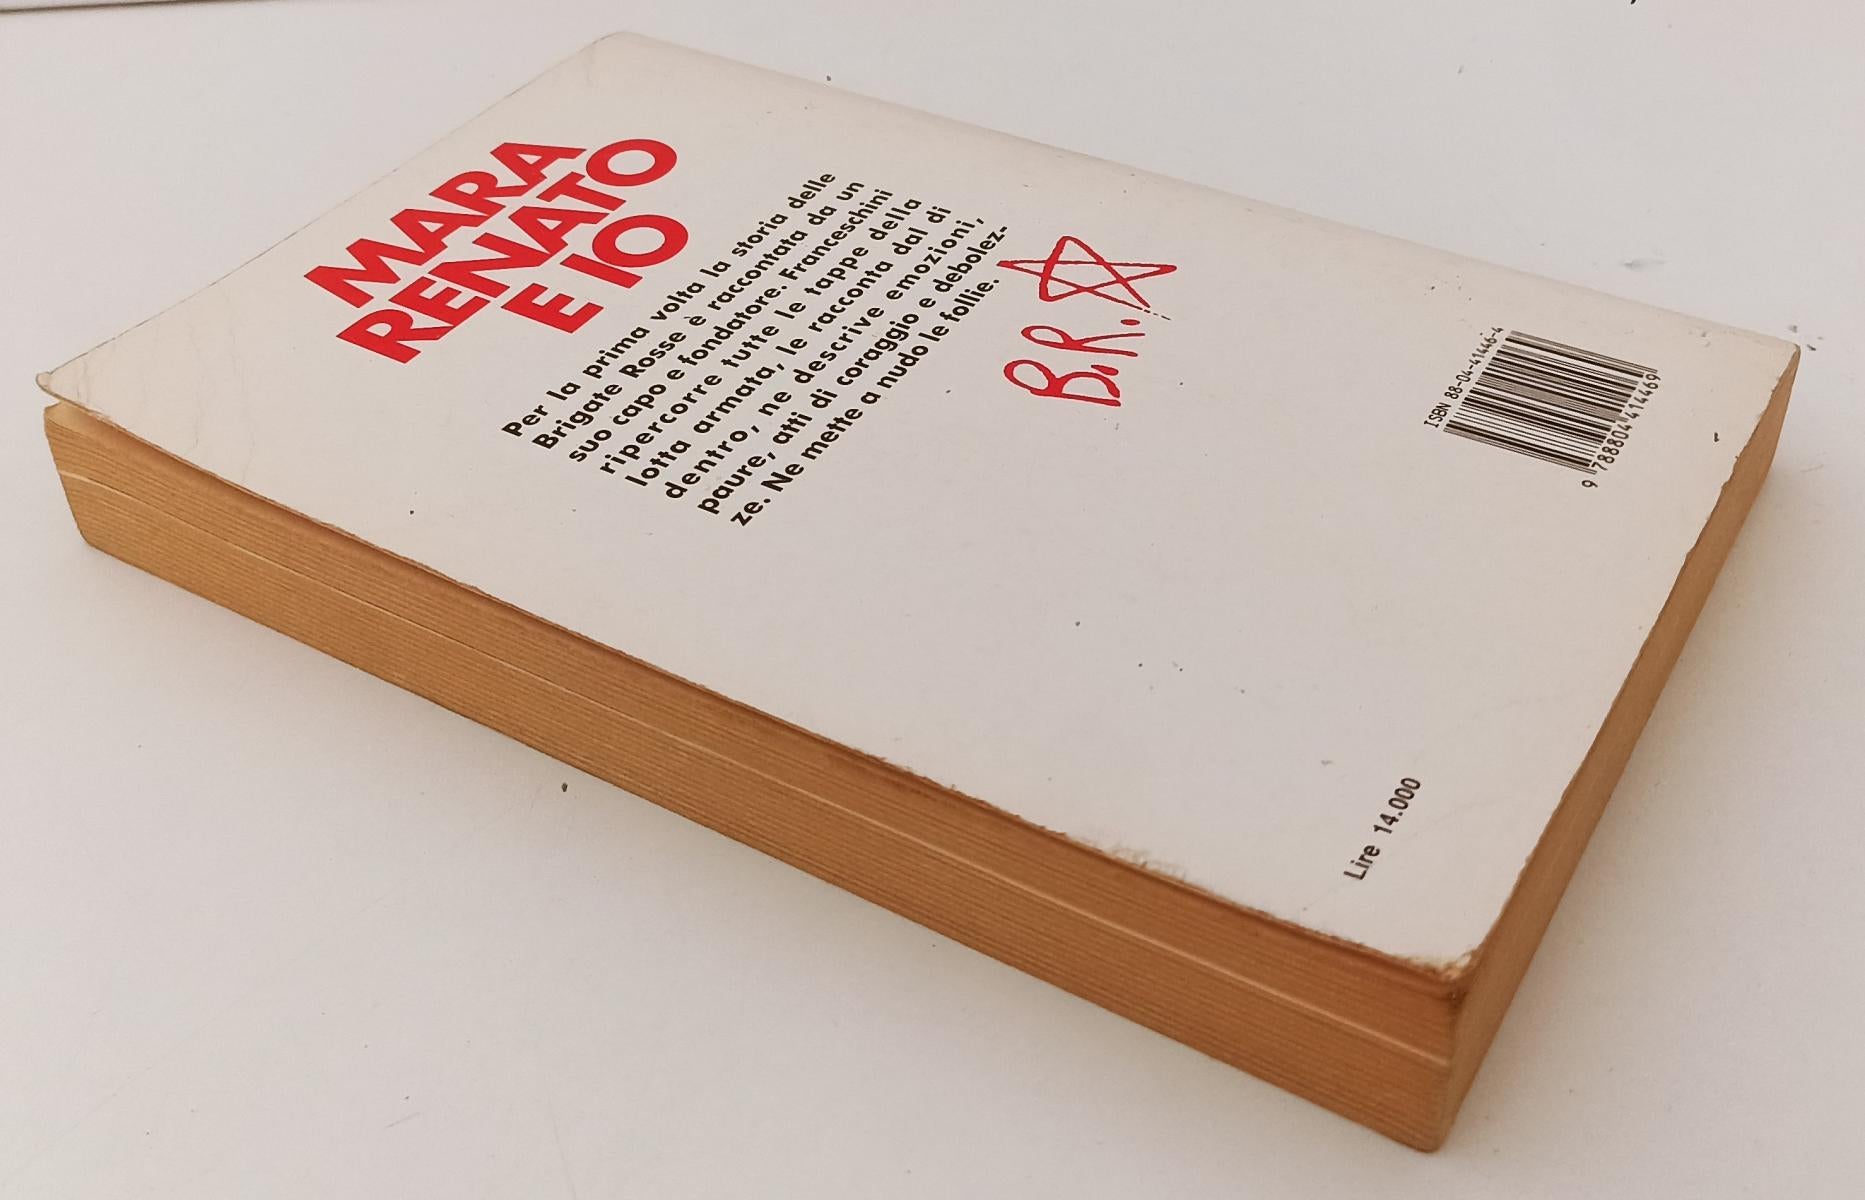 MARA
RENATO
E IO
Per la prima volta la storia delle
Brigate Rosse è raccontata da un
suo capo e fondatore. Franceschini
ripercorre tutte le tappe della
lotta armata, le racconta dal di
dentro, ne descrive emozioni,
paure, atti di coraggio e debolez-
ze. Ne mette a nudo le follie.
B.R.
ISBN 88-04-41446-4
9 788804 414469
Lire 14.000